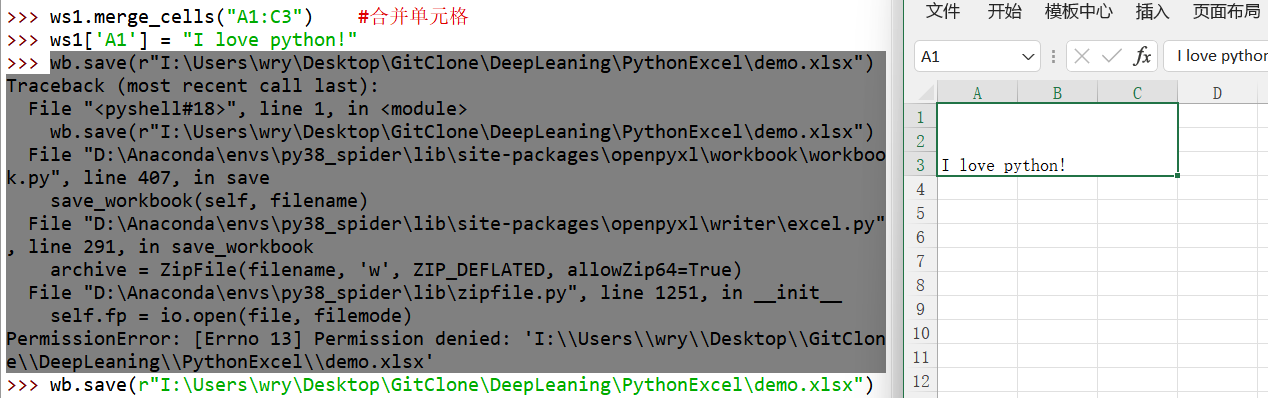 >>> ws1.merge_cells("A1:C3")    #合并单元格
>>> ws1['A1'] = "I love python!"
>>> wb.save(r"I:\Users\wry\Desktop\GitClone\DeepLeaning\PythonExcel\demo.xlsx")
Traceback (most recent call last):
  File "<pyshell#18>", line 1, in <module>
    wb.save(r"I:\Users\wry\Desktop\GitClone\DeepLeaning\PythonExcel\demo.xlsx")
  File "D:\Anaconda\envs\py38_spider\lib\site-packages\openpyxl\workbook\workboo
k.py", line 407, in save
    save_workbook(self, filename)
  File "D:\Anaconda\envs\py38_spider\lib\site-packages\openpyxl\writer\excel.py"
, line 291, in save_workbook
    archive = ZipFile(filename, 'w', ZIP_DEFLATED, allowZip64=True)
  File "D:\Anaconda\envs\py38_spider\lib\zipfile.py", line 1251, in __init__
    self.fp = io.open(file, filemode)
PermissionError: [Errno 13] Permission denied: 'I:\\Users\\wry\\Desktop\\GitClon
e\\DeepLeaning\\PythonExcel\\demo.xlsx'
>>> wb.save(r"I:\Users\wry\Desktop\GitClone\DeepLeaning\PythonExcel\demo.xlsx")
文件 开始 模板中心 插入 页面布局
A1 fx I love python
A B C D
1
2
3 I love python!
4
5
6
7
8
9
10
11
12